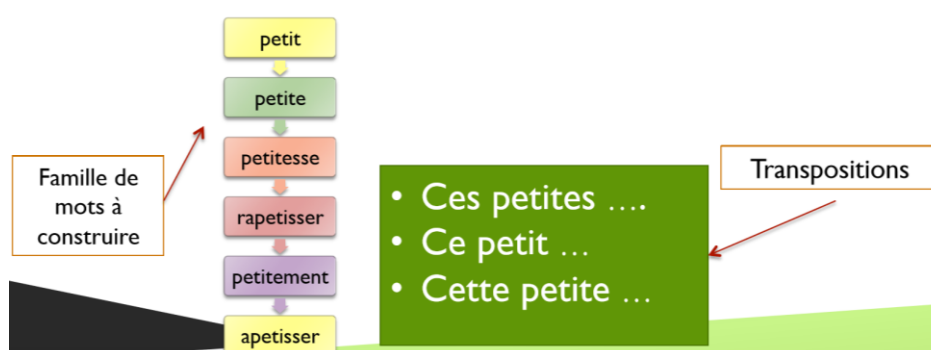 petit
petite
petitesse
rapetisser
petitement
apetisser
Famille de
mots à
construire
• Ces petites ….
• Ce petit …
• Cette petite …
Transpositions